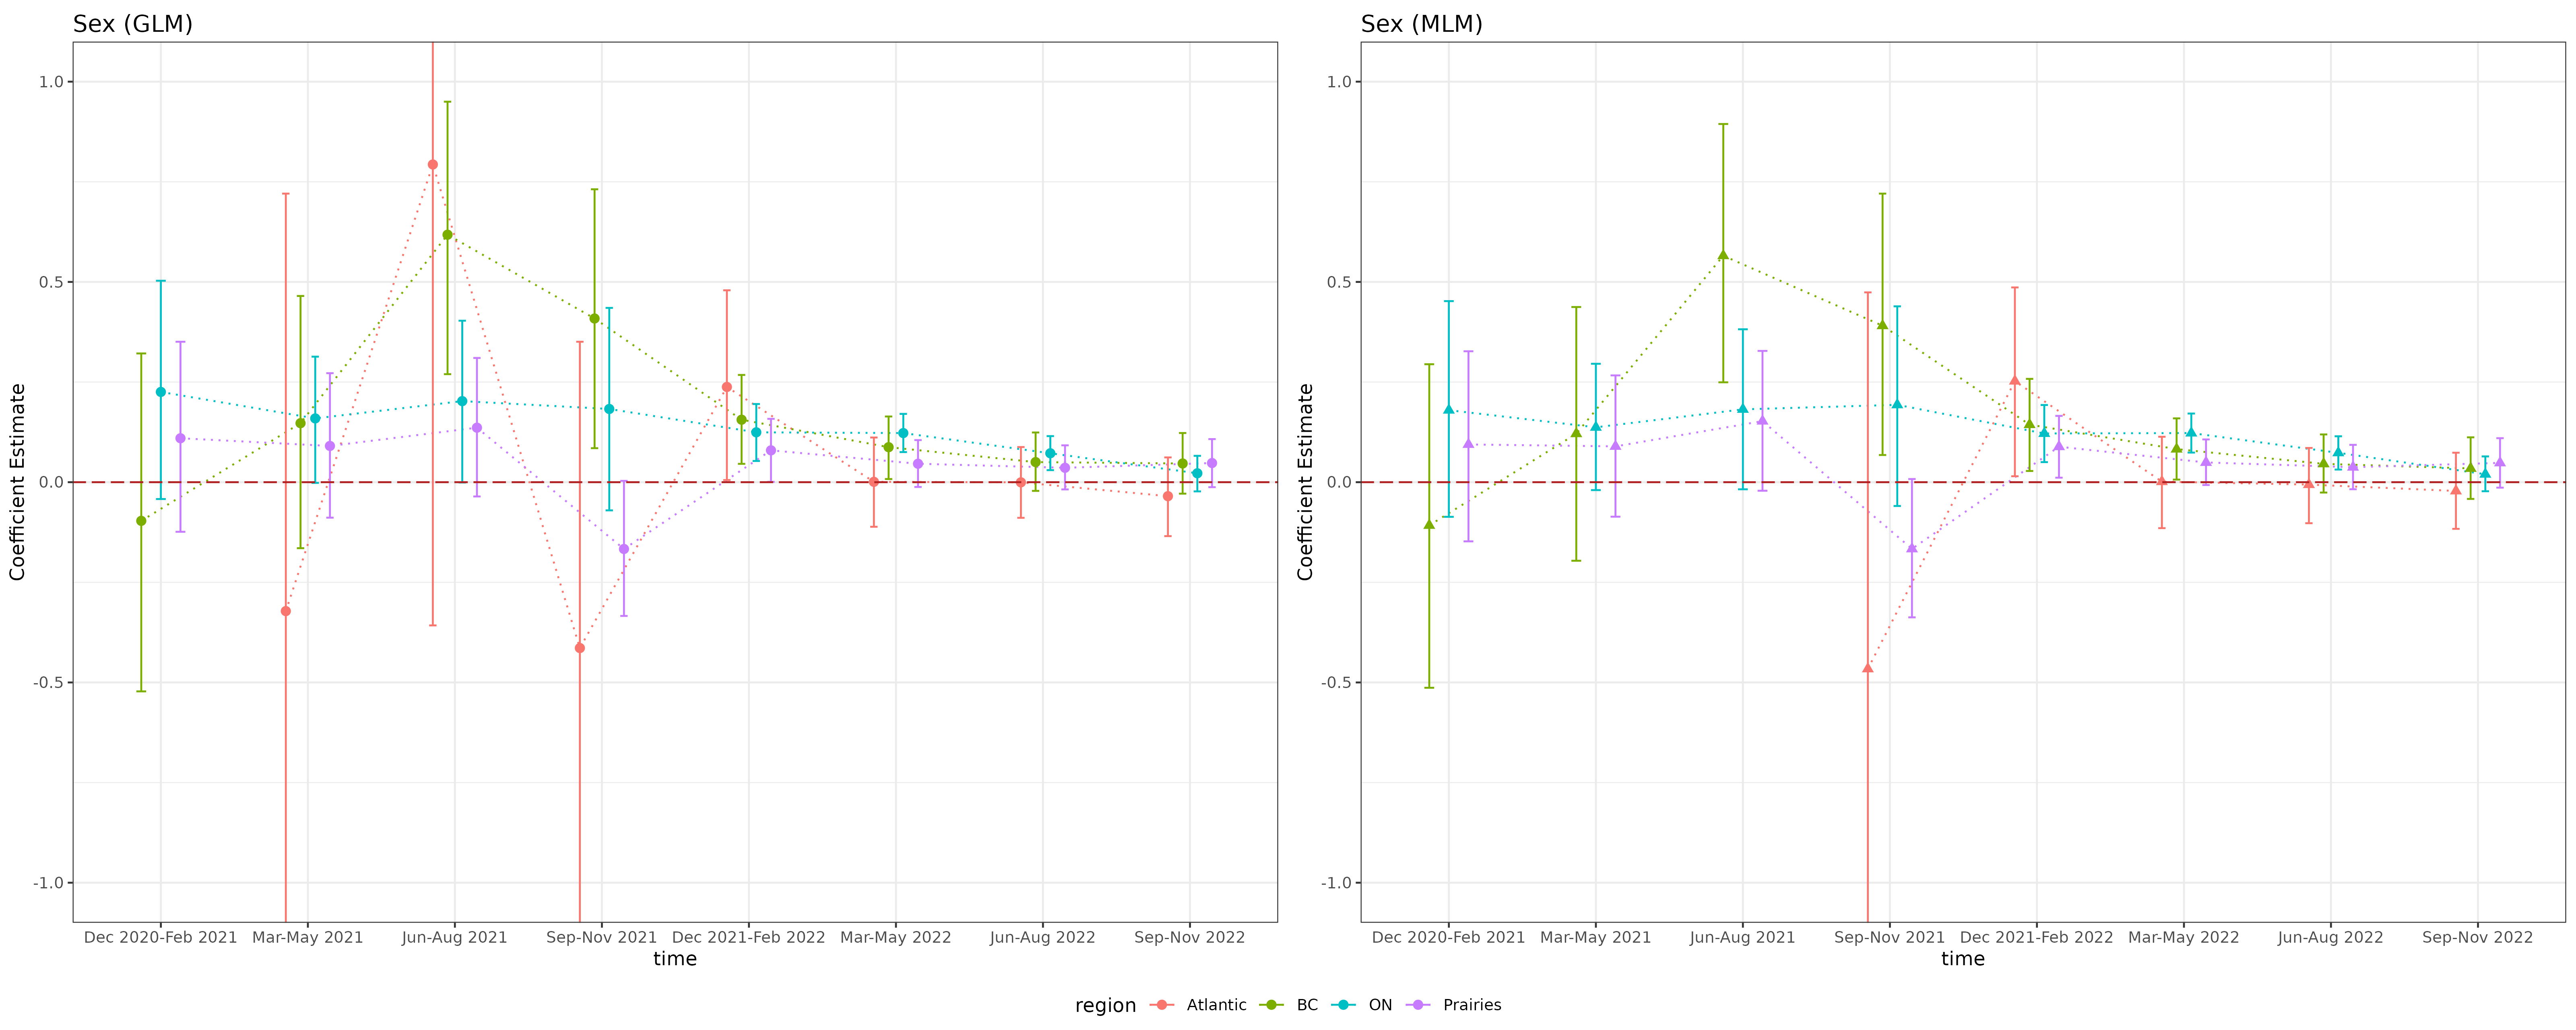 Sex (GLM)
Coefficient Estimate
1.0
0.5
0.0
-0.5
-1.0
Dec 2020-Feb 2021 Mar-May 2021 Jun-Aug 2021 Sep-Nov 2021 Dec 2021-Feb 2022 Mar-May 2022 Jun-Aug 2022 Sep-Nov 2022
time
Sex (MLM)
Coefficient Estimate
1.0
0.5
0.0
-0.5
-1.0
Dec 2020-Feb 2021 Mar-May 2021 Jun-Aug 2021 Sep-Nov 2021 Dec 2021-Feb 2022 Mar-May 2022 Jun-Aug 2022 Sep-Nov 2022
time
region Atlantic BC ON Prairies